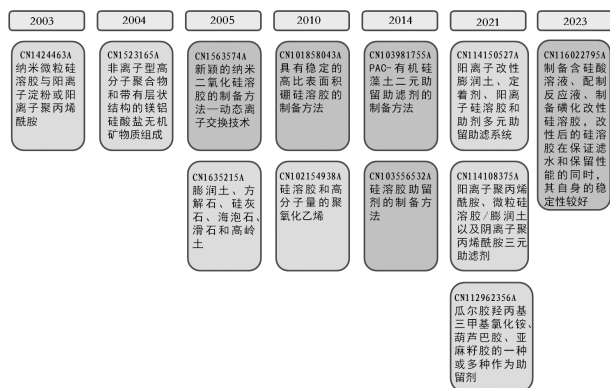 2003
2004
2005
2010
2014
2021
2023
CN1424463A
纳米微粒硅
溶胶与阳离
子淀粉或阳
离子聚丙烯
酰胺
CN1523165A
非离子型高
分子聚合物
和带有层状
结构的镁铝
硅酸盐无机
矿物质组成
CN1563574A
新颖的纳米
二氧化硅溶
胶的制备方
法—动态离
子交换技术
CN101858043A
具有稳定的
高比表面积
硼硅溶胶的
制备方法
CN103981755A
PAC-有机硅
藻土二元助
留助滤剂的
制备方法
CN114150527A
阳离子改性
膨润土、定
着剂、阳离
子硅溶胶和
助剂多元助
留助滤系统
CN116022795A
制备含硅酸
溶液、配制
反应液、制
备磺化改性
硅溶胶，改
性后的硅溶
胶在保证滤
水和保留性
能的同时，
其自身的稳
定性较好
CN1635215A
膨润土、方
解石、硅灰
石、海泡石、
滑石和高岭
土
CN102154938A
硅溶胶和高
分子量的聚
氧化乙烯
CN103556532A
硅溶胶助留
剂的制备方
法
CN114108375A
阳离子聚丙烯
酰胺、微粒硅
溶胶/膨润土
以及阴离子聚
丙烯酰胺三元
助滤剂
CN112962356A
瓜尔胶羟丙基
三甲基氯化铵、
葫芦巴胶、亚
麻籽胶的一种
或多种作为助
留剂